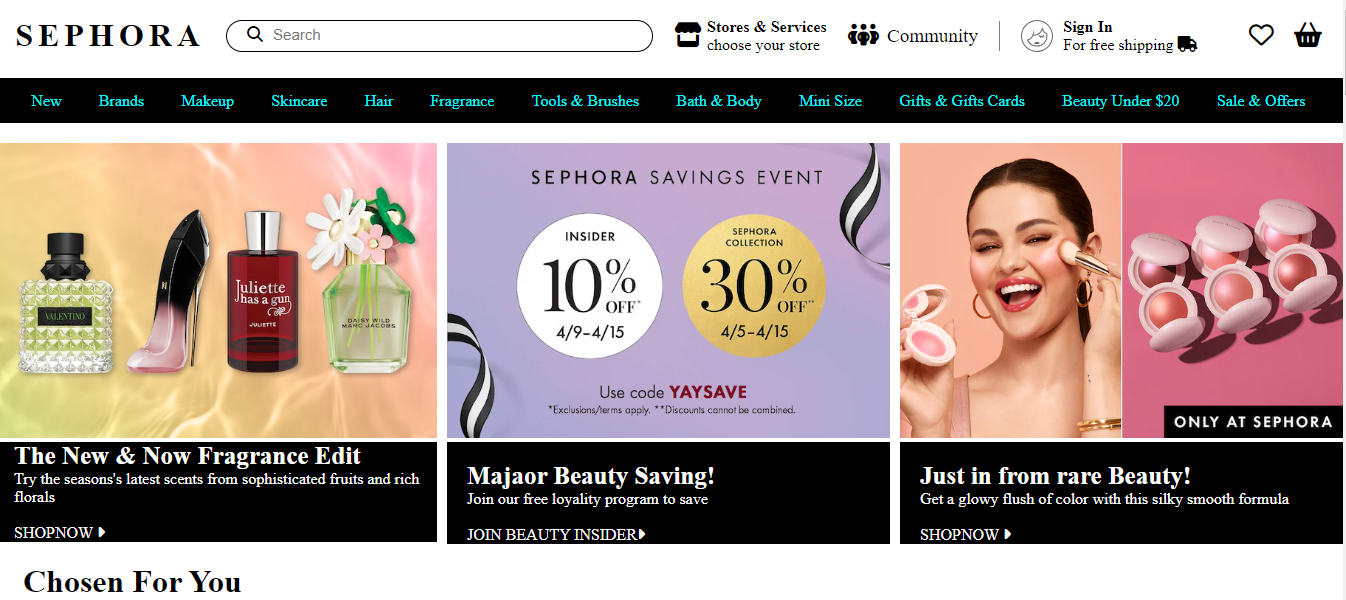 SEPHORA
Search
Stores & Services
choose your store
Community
Sign In
For free shipping
New Brands Makeup Skincare Hair Fragrance Tools & Brushes Bath & Body Mini Size Gifts & Gifts Cards Beauty Under $20 Sale & Offers
VALENTINO
Juliette
has a gun
JULIETTE
DAISY WILD
MARC JACOBS
SEPHORA SAVINGS EVENT
INSIDER
10% OFF*
4/9–4/15
SEPHORA
COLLECTION
30% OFF**
4/5–4/15
Use code YAYSAVE
*Exclusions/terms apply. **Discounts cannot be combined.
ONLY AT SEPHORA
The New & Now Fragrance Edit
Try the seasons's latest scents from sophisticated fruits and rich
florals
SHOPNOW
Majaor Beauty Saving!
Join our free loyality program to save
JOIN BEAUTY INSIDER
Just in from rare Beauty!
Get a glowy flush of color with this silky smooth formula
SHOPNOW
Chosen For You